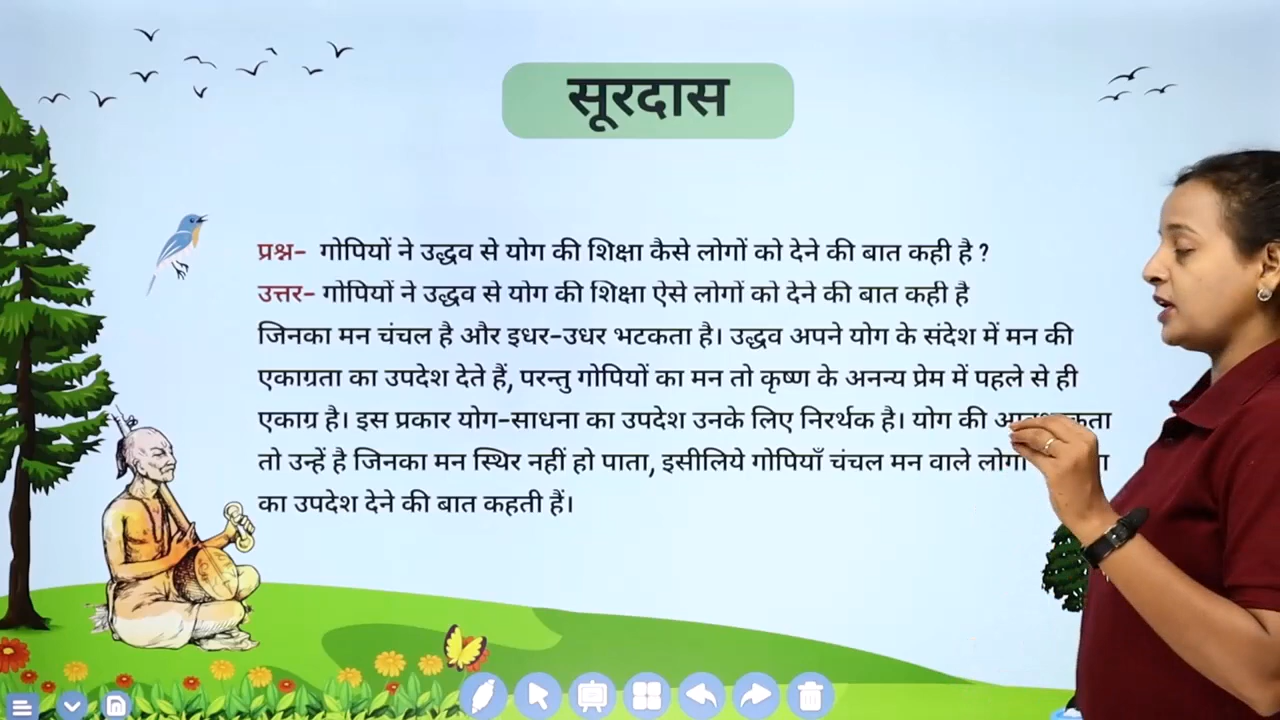 सूरदास
प्रश्न– गोपियों ने उद्धव से योग की शिक्षा कैसे लोगों को देने की बात कही है ?
उत्तर– गोपियों ने उद्धव से योग की शिक्षा ऐसे लोगों को देने की बात कही है
जिनका मन चंचल है और इधर–उधर भटकता है। उद्धव अपने योग के संदेश में मन की
एकाग्रता का उपदेश देते हैं, परन्तु गोपियों का मन तो कृष्ण के अनन्य प्रेम में पहले से ही
एकाग्र है। इस प्रकार योग–साधना का उपदेश उनके लिए निरर्थक है। योग की
तो उन्हें है जिनका मन स्थिर नहीं हो पाता, इसीलिये गोपियाँ चंचल मन वाले
का उपदेश देने की बात कहती हैं।